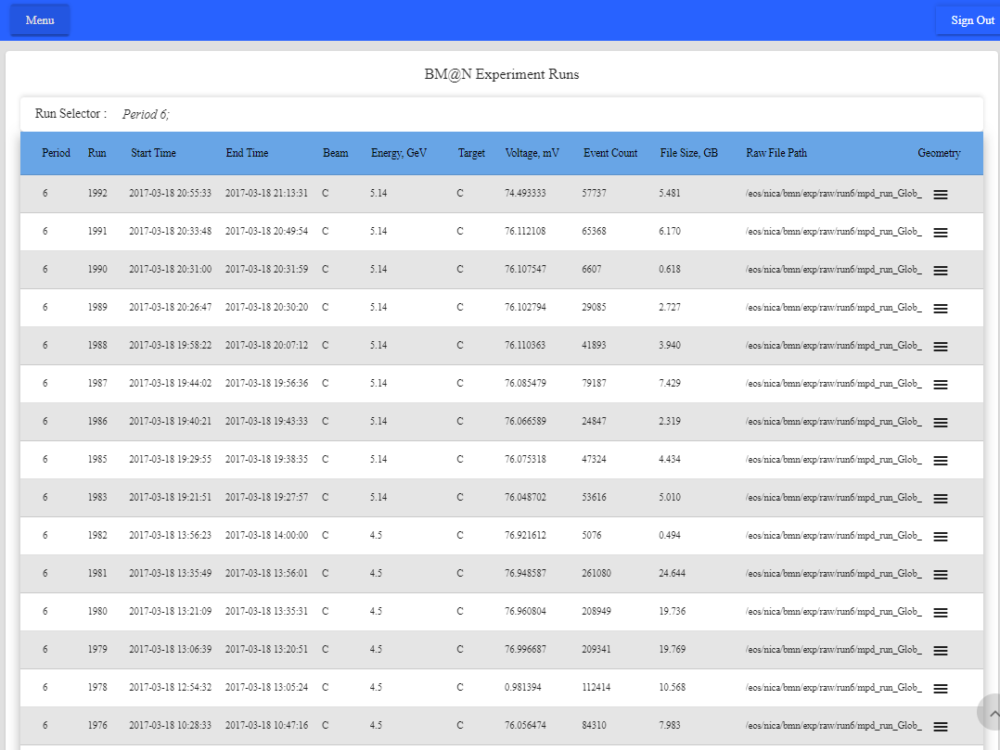 Menu Sign Out
BM@N Experiment Runs
Run Selector : Period 6;
Period Run Start Time End Time Beam Energy, GeV Target Voltage, mV Event Count File Size, GB Raw File Path Geometry
6 1992 2017-03-18 20:55:33 2017-03-18 21:13:31 C 5.14 C 74.493333 57737 5.481 /eos/nica/bmn/exp/raw/run6/mpd_run_Glob_
6 1991 2017-03-18 20:33:48 2017-03-18 20:49:54 C 5.14 C 76.112108 65368 6.170 /eos/nica/bmn/exp/raw/run6/mpd_run_Glob_
6 1990 2017-03-18 20:31:00 2017-03-18 20:31:59 C 5.14 C 76.107547 6607 0.618 /eos/nica/bmn/exp/raw/run6/mpd_run_Glob_
6 1989 2017-03-18 20:26:47 2017-03-18 20:30:20 C 5.14 C 76.102794 29085 2.727 /eos/nica/bmn/exp/raw/run6/mpd_run_Glob_
6 1988 2017-03-18 19:58:22 2017-03-18 20:07:12 C 5.14 C 76.110363 41893 3.940 /eos/nica/bmn/exp/raw/run6/mpd_run_Glob_
6 1987 2017-03-18 19:44:02 2017-03-18 19:56:36 C 5.14 C 76.085479 79187 7.429 /eos/nica/bmn/exp/raw/run6/mpd_run_Glob_
6 1986 2017-03-18 19:40:21 2017-03-18 19:43:33 C 5.14 C 76.066589 24847 2.319 /eos/nica/bmn/exp/raw/run6/mpd_run_Glob_
6 1985 2017-03-18 19:29:55 2017-03-18 19:38:35 C 5.14 C 76.075318 47324 4.434 /eos/nica/bmn/exp/raw/run6/mpd_run_Glob_
6 1983 2017-03-18 19:21:51 2017-03-18 19:27:57 C 5.14 C 76.048702 53616 5.010 /eos/nica/bmn/exp/raw/run6/mpd_run_Glob_
6 1982 2017-03-18 13:56:23 2017-03-18 14:00:00 C 4.5 C 76.921612 5076 0.494 /eos/nica/bmn/exp/raw/run6/mpd_run_Glob_
6 1981 2017-03-18 13:35:49 2017-03-18 13:56:01 C 4.5 C 76.948587 261080 24.644 /eos/nica/bmn/exp/raw/run6/mpd_run_Glob_
6 1980 2017-03-18 13:21:09 2017-03-18 13:35:31 C 4.5 C 76.960804 208949 19.736 /eos/nica/bmn/exp/raw/run6/mpd_run_Glob_
6 1979 2017-03-18 13:06:39 2017-03-18 13:20:51 C 4.5 C 76.996687 209341 19.769 /eos/nica/bmn/exp/raw/run6/mpd_run_Glob_
6 1978 2017-03-18 12:54:32 2017-03-18 13:05:24 C 4.5 C 0.981394 112414 10.568 /eos/nica/bmn/exp/raw/run6/mpd_run_Glob_
6 1976 2017-03-18 10:28:33 2017-03-18 10:47:16 C 4.5 C 76.056474 84310 7.983 /eos/nica/bmn/exp/raw/run6/mpd_run_Glob_